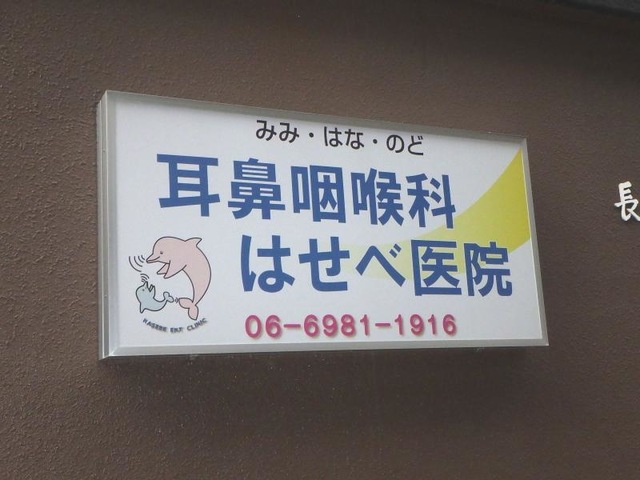 みみ・はな・のど
耳鼻咽喉科
はせべ医院
HASEBE ENT CLINIC
06-6981-1916
長